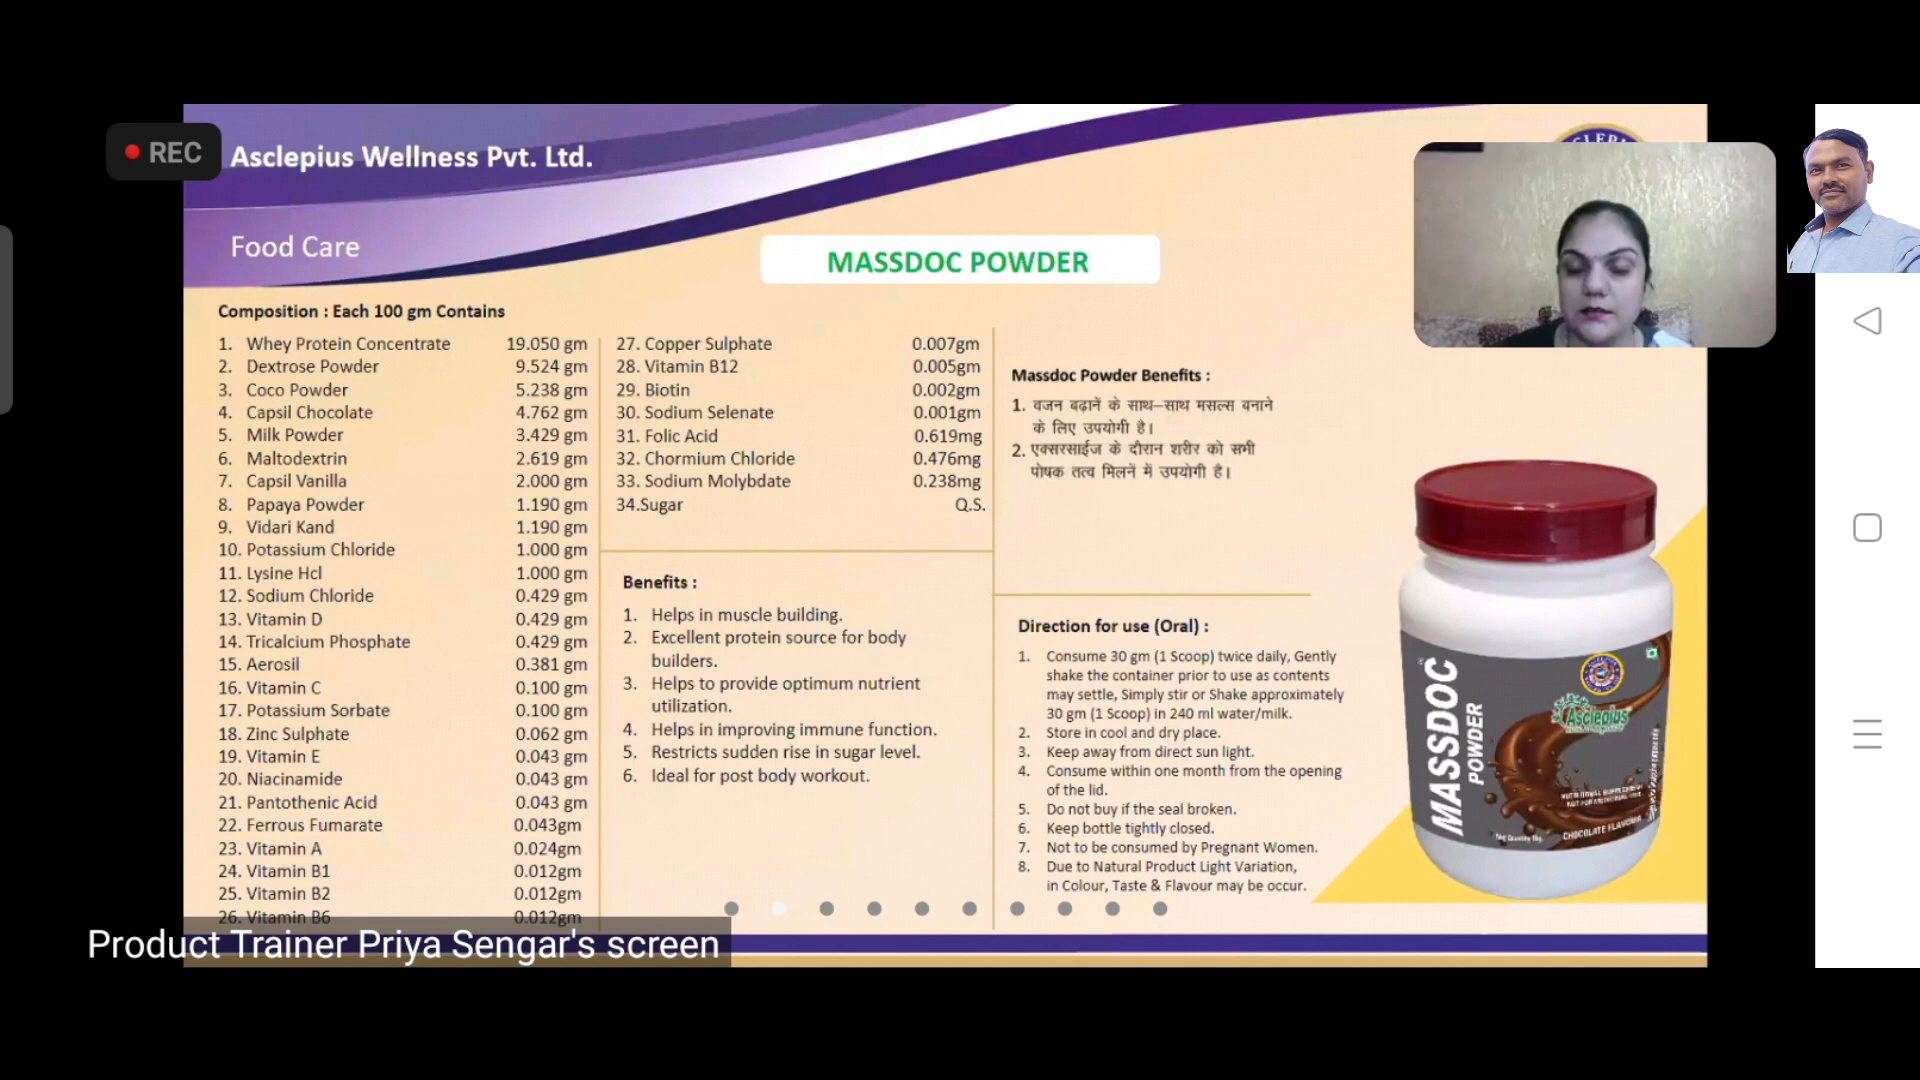 REC
Asclepius Wellness Pvt. Ltd.
Food Care
MASSDOC POWDER
Composition : Each 100 gm Contains
1. Whey Protein Concentrate 19.050 gm
2. Dextrose Powder 9.524 gm
3. Coco Powder 5.238 gm
4. Capsil Chocolate 4.762 gm
5. Milk Powder 3.429 gm
6. Maltodextrin 2.619 gm
7. Capsil Vanilla 2.000 gm
8. Papaya Powder 1.190 gm
9. Vidari Kand 1.190 gm
10. Potassium Chloride 1.000 gm
11. Lysine Hcl 1.000 gm
12. Sodium Chloride 0.429 gm
13. Vitamin D 0.429 gm
14. Tricalcium Phosphate 0.429 gm
15. Aerosil 0.381 gm
16. Vitamin C 0.100 gm
17. Potassium Sorbate 0.100 gm
18. Zinc Sulphate 0.062 gm
19. Vitamin E 0.043 gm
20. Niacinamide 0.043 gm
21. Pantothenic Acid 0.043 gm
22. Ferrous Fumarate 0.043gm
23. Vitamin A 0.024gm
24. Vitamin B1 0.012gm
25. Vitamin B2 0.012gm
26. Vitamin B6 0.012gm
27. Copper Sulphate 0.007gm
28. Vitamin B12 0.005gm
29. Biotin 0.002gm
30. Sodium Selenate 0.001gm
31. Folic Acid 0.619mg
32. Chormium Chloride 0.476mg
33. Sodium Molybdate 0.238mg
34.Sugar Q.S.
Benefits :
1. Helps in muscle building.
2. Excellent protein source for body
builders.
3. Helps to provide optimum nutrient
utilization.
4. Helps in improving immune function.
5. Restricts sudden rise in sugar level.
6. Ideal for post body workout.
Massdoc Powder Benefits :
1. वजन बढ़ानें के साथ–साथ मसल्स बनाने
के लिए उपयोगी है।
2. एक्सरसाईज के दौरान शरीर को सभी
पोषक तत्व मिलनें में उपयोगी है।
Direction for use (Oral) :
1. Consume 30 gm (1 Scoop) twice daily, Gently
shake the container prior to use as contents
may settle, Simply stir or Shake approximately
30 gm (1 Scoop) in 240 ml water/milk.
2. Store in cool and dry place.
3. Keep away from direct sun light.
4. Consume within one month from the opening
of the lid.
5. Do not buy if the seal broken.
6. Keep bottle tightly closed.
7. Not to be consumed by Pregnant Women.
8. Due to Natural Product Light Variation,
in Colour, Taste & Flavour may be occur.
MASSDOC
POWDER
Asclepius
CHOCOLATE FLAVOUR
Product Trainer Priya Sengar's screen